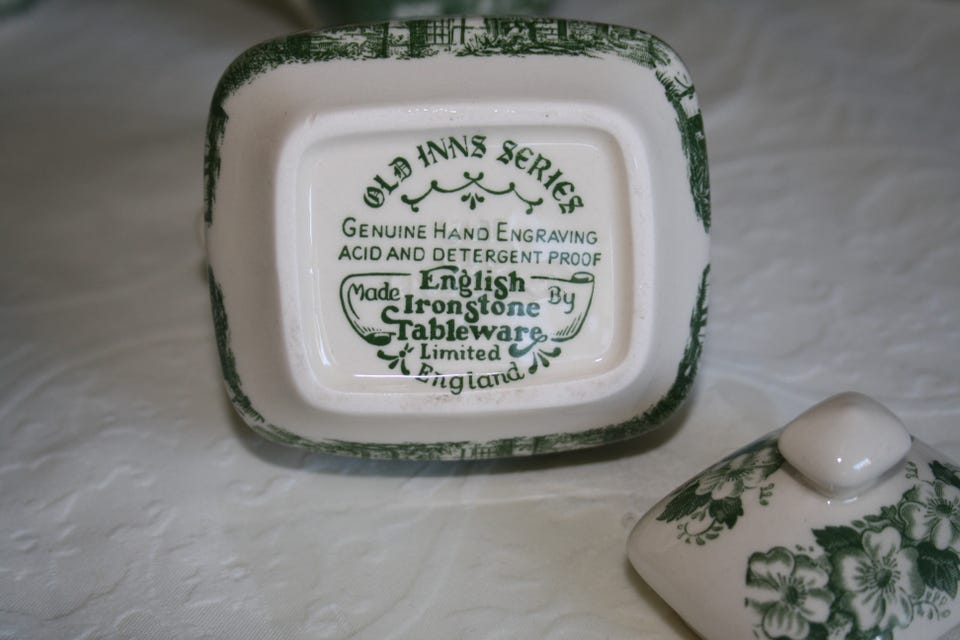 OLD INNS SERIES
GENUINE HAND ENGRAVING
ACID AND DETERGENT PROOF
Made English By
Ironstone
Tableware
Limited
England